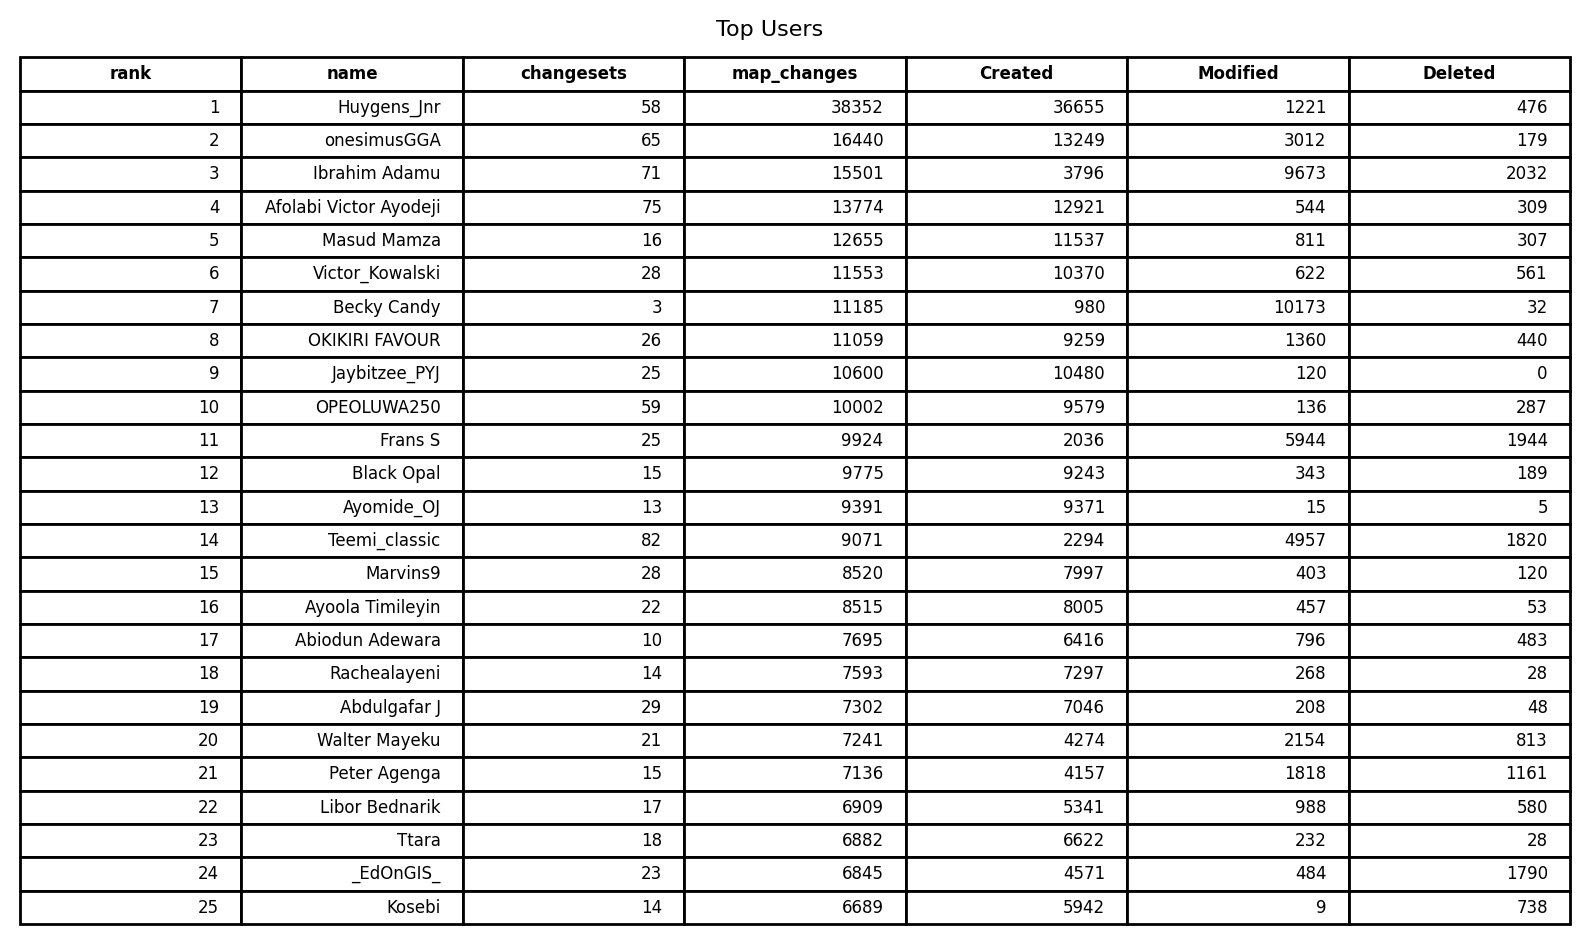 Top Users
rank name changesets map_changes Created Modified Deleted
1 Huygens_Jnr 58 38352 36655 1221 476
2 onesimusGGA 65 16440 13249 3012 179
3 Ibrahim Adamu 71 15501 3796 9673 2032
4 Afolabi Victor Ayodeji 75 13774 12921 544 309
5 Masud Mamza 16 12655 11537 811 307
6 Victor_Kowalski 28 11553 10370 622 561
7 Becky Candy 3 11185 980 10173 32
8 OKIKIRI FAVOUR 26 11059 9259 1360 440
9 Jaybitzee_PYJ 25 10600 10480 120 0
10 OPEOLUWA250 59 10002 9579 136 287
11 Frans S 25 9924 2036 5944 1944
12 Black Opal 15 9775 9243 343 189
13 Ayomide_OJ 13 9391 9371 15 5
14 Teemi_classic 82 9071 2294 4957 1820
15 Marvins9 28 8520 7997 403 120
16 Ayoola Timileyin 22 8515 8005 457 53
17 Abiodun Adewara 10 7695 6416 796 483
18 Rachealayeni 14 7593 7297 268 28
19 Abdulgafar J 29 7302 7046 208 48
20 Walter Mayeku 21 7241 4274 2154 813
21 Peter Agenga 15 7136 4157 1818 1161
22 Libor Bednarik 17 6909 5341 988 580
23 Ttara 18 6882 6622 232 28
24 _EdOnGIS_ 23 6845 4571 484 1790
25 Kosebi 14 6689 5942 9 738